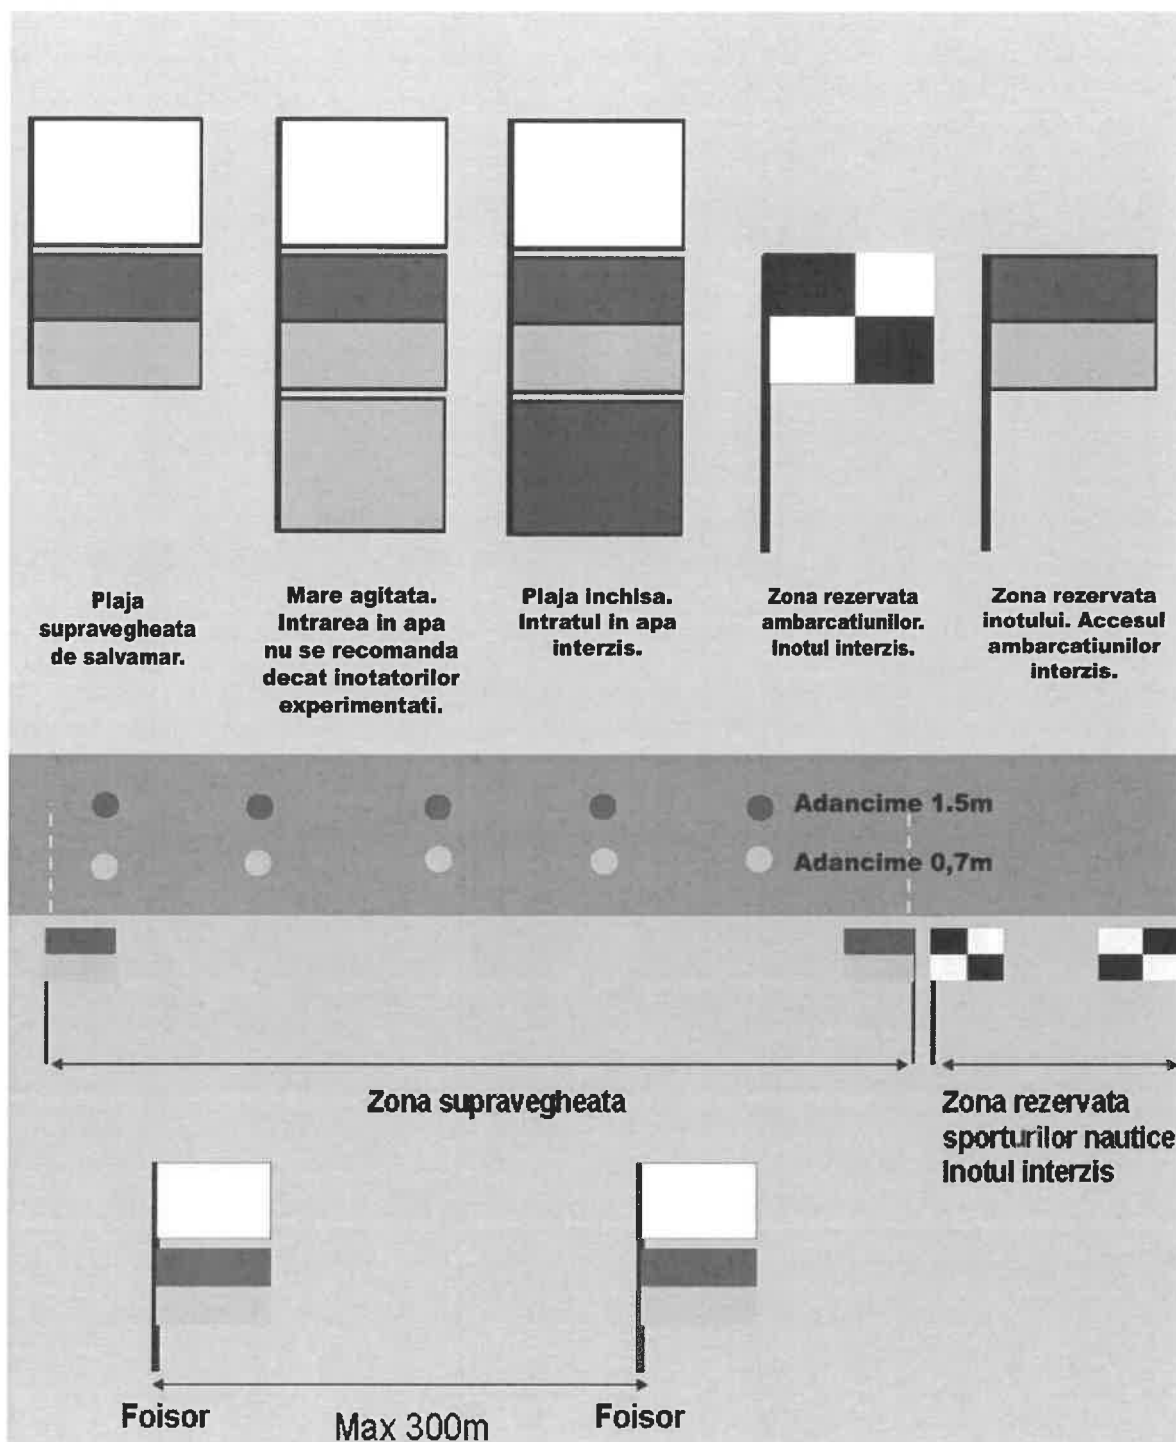 Plaja
supravegheata
de salvamar.
Mare agitata.
Intrarea in apa
nu se recomanda
decat inotatorilor
experimentati.
Plaja inchisa.
Intratul in apa
interzis.
Zona rezervata
ambarcatiunilor.
Inotul interzis.
Zona rezervata
inotului. Accesul
ambarcatiunilor
interzis.
Adancime 1.5m
Adancime 0,7m
Zona supravegheata
Zona rezervata
sporturilor nautice
Inotul interzis
Foisor
Max 300m
Foisor